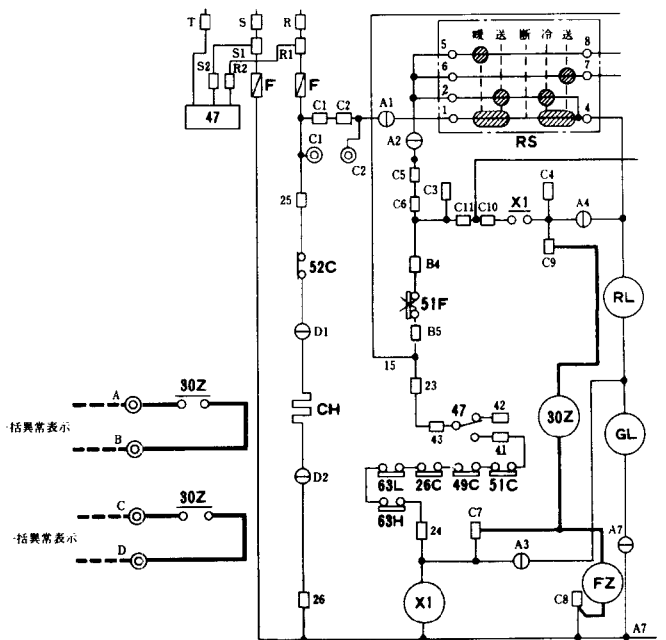 T S R
S1
S2 R2 R1
F F
47
暖 送 断 冷 送
5 8
6 7
2
1 4
RS
C1 C2 A1
C1
C2
A2
C5
C6
C3
C11 C10 X1
C4
A4
C9
25
52C
D1
CH
D2
26
B4
51F
B5
15
23
47 42
43 41
63L 26C 49C 51C
63H
24
C7
A3
X1
RL
30Z
GL
A7
FZ
C8
A7
A 30Z
一括異常表示
B
C 30Z
一括異常表示
D